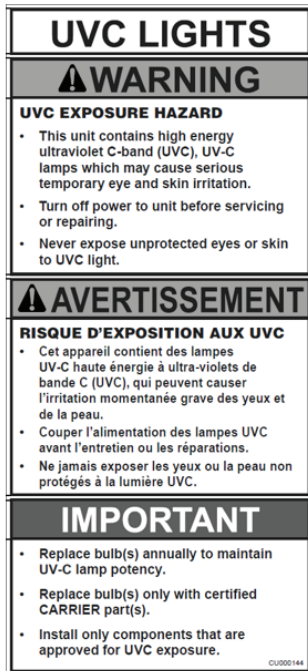 UVC LIGHTS
WARNING
UVC EXPOSURE HAZARD
• This unit contains high energy
ultraviolet C-band (UVC), UV-C
lamps which may cause serious
temporary eye and skin irritation.
• Turn off power to unit before servicing
or repairing.
• Never expose unprotected eyes or skin
to UVC light.
AVERTISSEMENT
RISQUE D'EXPOSITION AUX UVC
• Cet appareil contient des lampes
UV-C haute énergie à ultra-violets de
bande C (UVC), qui peuvent causer
l'irritation momentanée grave des yeux et
de la peau.
• Couper l'alimentation des lampes UVC
avant l'entretien ou les réparations.
• Ne jamais exposer les yeux ou la peau non
protégés à la lumière UVC.
IMPORTANT
• Replace bulb(s) annually to maintain
UV-C lamp potency.
• Replace bulb(s) only with certified
CARRIER part(s).
• Install only components that are
approved for UVC exposure.
CU000144